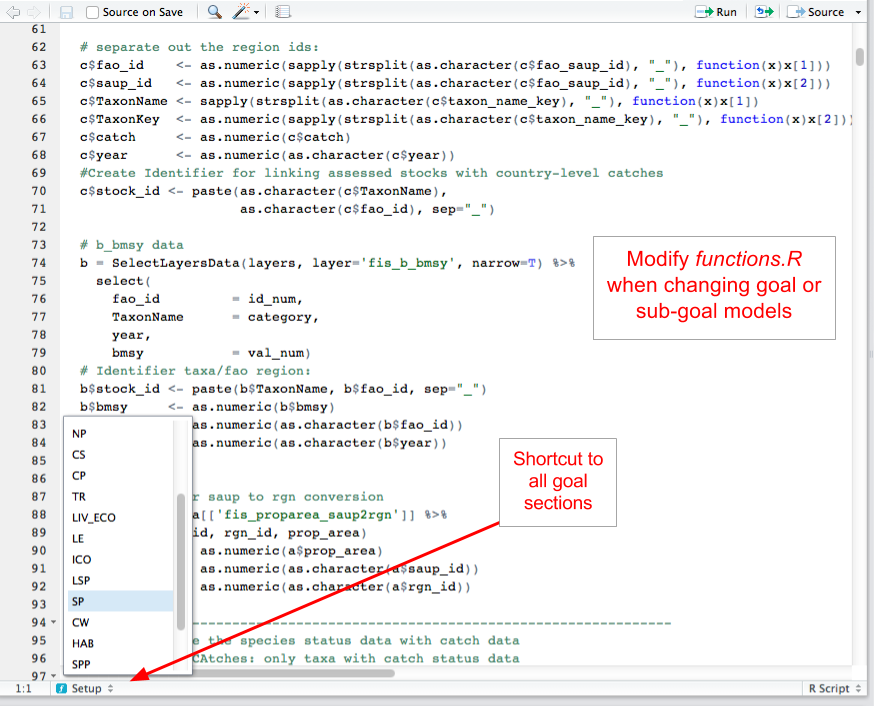 Source on Save
Run
Source
61
62 # separate out the region ids:
63 c$fao_id <- as.numeric(sapply(strsplit(as.character(c$fao_saup_id), "_"), function(x)x[1]))
64 c$saup_id <- as.numeric(sapply(strsplit(as.character(c$fao_saup_id), "_"), function(x)x[2]))
65 c$TaxonName <- sapply(strsplit(as.character(c$taxon_name_key), "_"), function(x)x[1])
66 c$TaxonKey <- as.numeric(sapply(strsplit(as.character(c$taxon_name_key), "_"), function(x)x[2]))
67 c$catch <- as.numeric(c$catch)
68 c$year <- as.numeric(as.character(c$year))
69 #Create Identifier for linking assessed stocks with country-level catches
70 c$stock_id <- paste(as.character(c$TaxonName),
71 as.character(c$fao_id), sep="_")
72
73 # b_bmsy data
74 b = SelectLayersData(layers, layer='fis_b_bmsy', narrow=T) %>%
75 select(
76 fao_id = id_num,
77 TaxonName = category,
78 year,
79 bmsy = val_num)
80 # Identifier taxa/fao region:
81 b$stock_id <- paste(b$TaxonName, b$fao_id, sep="_")
82 b$bmsy <- as.numeric(b$bmsy)
83 as.numeric(as.character(b$fao_id))
84 as.numeric(as.character(b$year))
85
86
87 r saup to rgn conversion
88 a[['fis_proparea_saup2rgn']] %>%
89 id, rgn_id, prop_area)
90 as.numeric(a$prop_area)
91 as.numeric(as.character(a$saup_id))
92 as.numeric(as.character(a$rgn_id))
93
94 ------------------------------------------------------------
95 e the species status data with catch data
96 CAtches: only taxa with catch status data
97
Modify functions.R
when changing goal or
sub-goal models
Shortcut to
all goal
sections
NP
CS
CP
TR
LIV_ECO
LE
ICO
LSP
SP
CW
HAB
SPP
1:1 Setup
R Script